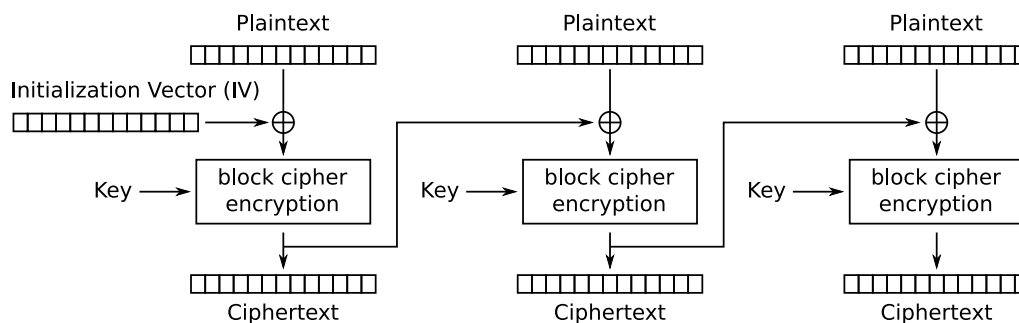 Plaintext
Plaintext
Plaintext
Initialization Vector (IV)
Key
block cipher
encryption
Key
block cipher
encryption
Key
block cipher
encryption
Ciphertext
Ciphertext
Ciphertext